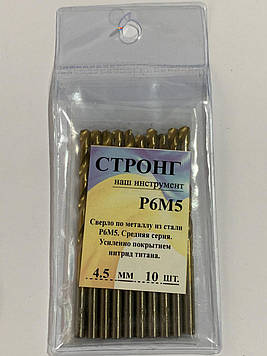 СТРОНГ
наш инструмент
Р6М5
Сверло по металлу из стали
Р6М5. Средняя серия.
Усиленно покрытием
нитрид титана.
4.5 мм 10 шт.